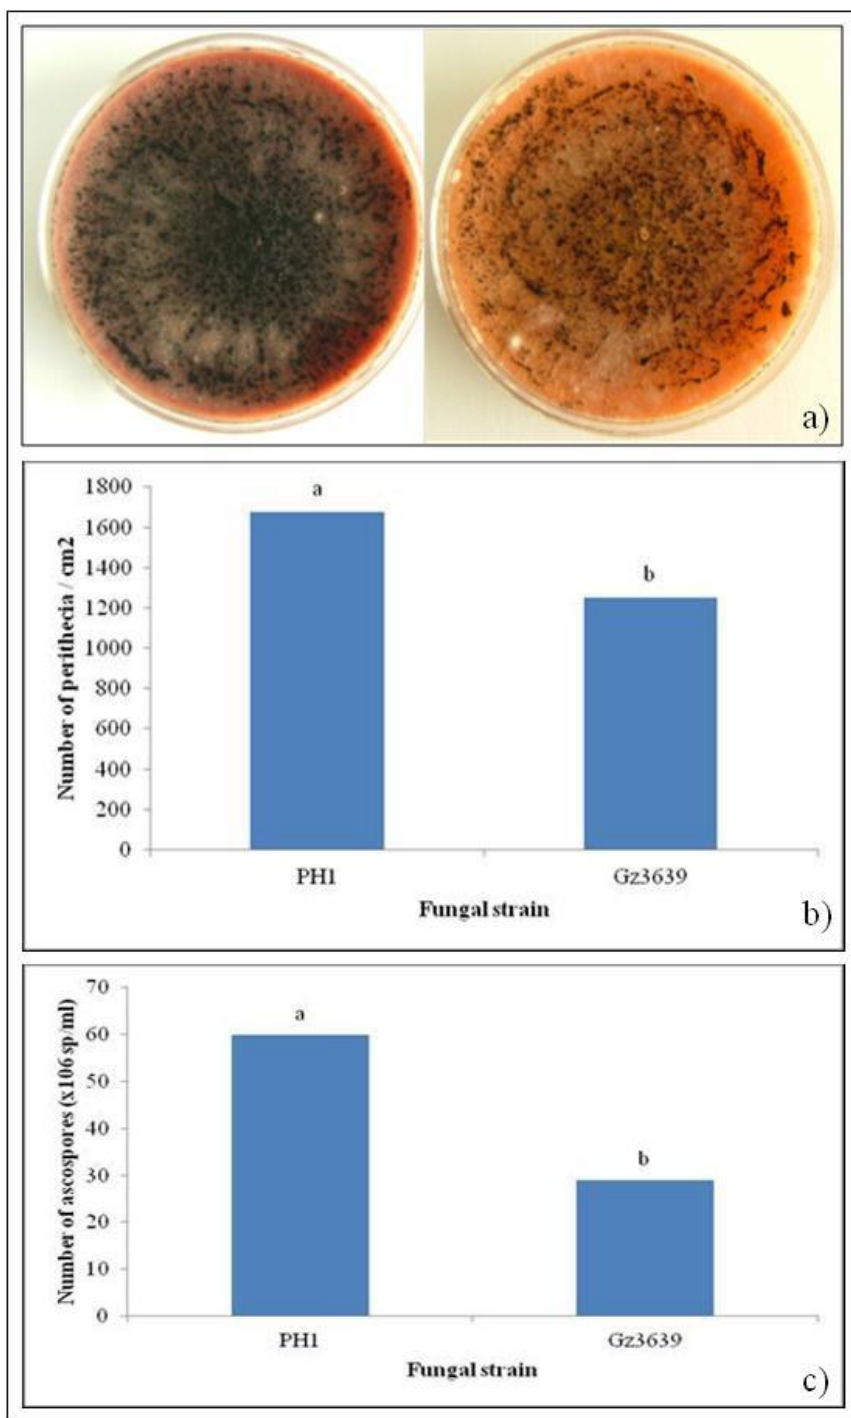 a)
1800
1600
1400
1200
1000
800
600
400
200
0
Number of perithecia / cm2
a
b
PH1
Gz3639
Fungal strain
b)
70
60
50
40
30
20
10
0
Number of ascospores (x106 sp/ml)
a
b
PH1
Gz3639
Fungal strain
c)